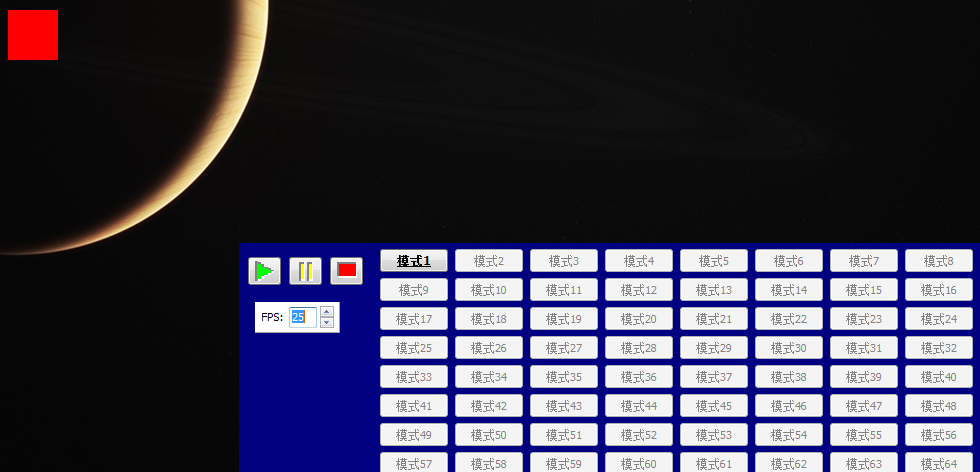 模式1 模式2 模式3 模式4 模式5 模式6 模式7 模式8
模式9 模式10 模式11 模式12 模式13 模式14 模式15 模式16
FPS: 25
模式17 模式18 模式19 模式20 模式21 模式22 模式23 模式24
模式25 模式26 模式27 模式28 模式29 模式30 模式31 模式32
模式33 模式34 模式35 模式36 模式37 模式38 模式39 模式40
模式41 模式42 模式43 模式44 模式45 模式46 模式47 模式48
模式49 模式50 模式51 模式52 模式53 模式54 模式55 模式56
模式57 模式58 模式59 模式60 模式61 模式62 模式63 模式64